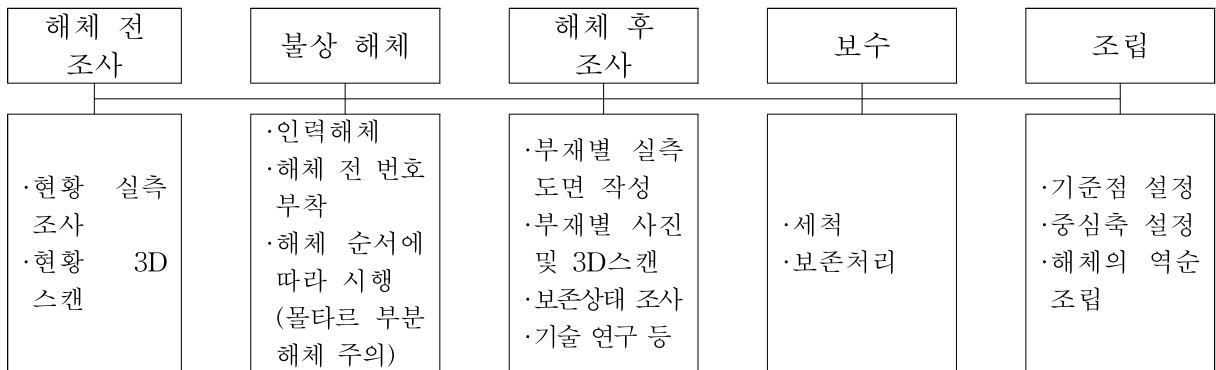 해체 전
조사
·현황 실측
조사
·현황 3D
스캔
불상 해체
·인력해체
·해체 전 번호
부착
·해체 순서에
따라 시행
(몰타르 부분
해체 주의)
해체 후
조사
·부재별 실측
도면 작성
·부재별 사진
및 3D스캔
·보존상태 조사
·기술 연구 등
보수
·세척
·보존처리
조립
·기준점 설정
·중심축 설정
·해체의 역순
조립